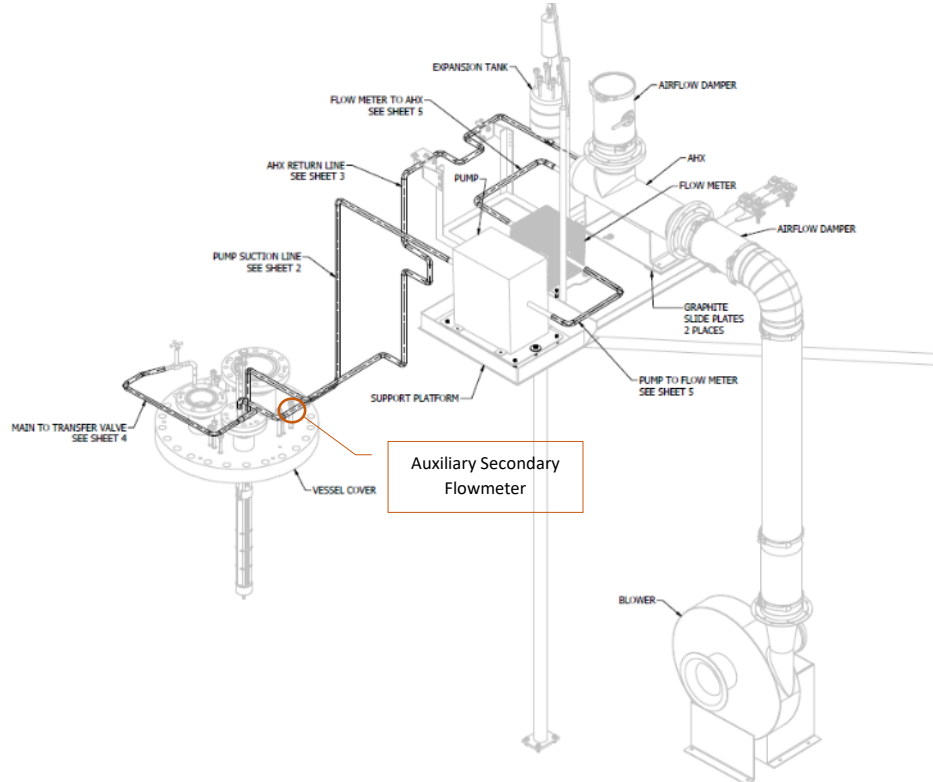 EXPANSION TANK
AIRFLOW DAMPER
FLOW METER TO AHX
SEE SHEET 5
AHX
AHX RETURN LINE
SEE SHEET 3
PUMP
FLOW METER
AIRFLOW DAMPER
PUMP SUCTION LINE
SEE SHEET 2
GRAPHITE
SLIDE PLATES
2 PLACES
PUMP TO FLOW METER
SEE SHEET 5
SUPPORT PLATFORM
MAIN TO TRANSFER VALVE
SEE SHEET 4
Auxiliary Secondary
Flowmeter
VESSEL COVER
BLOWER